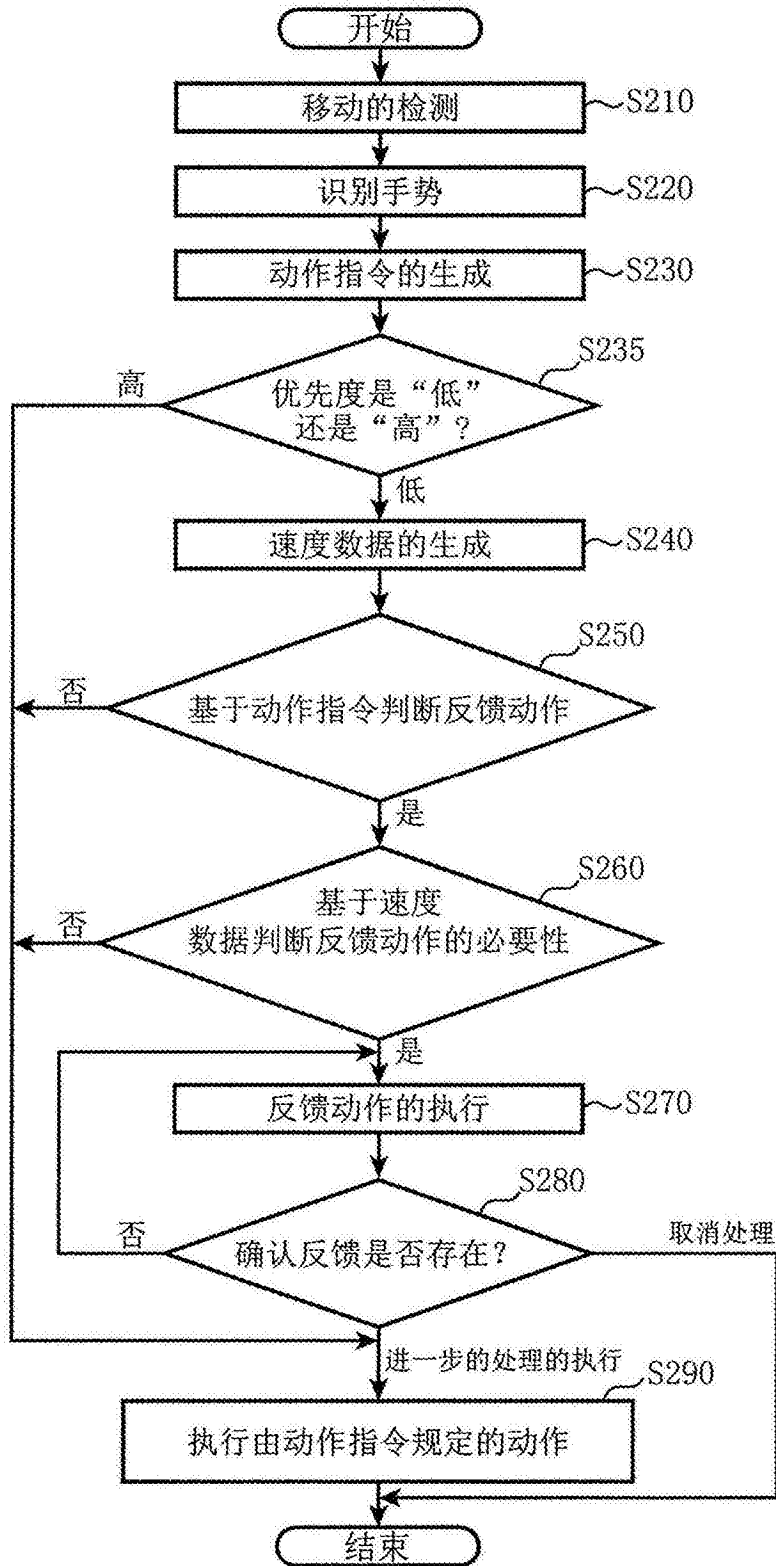 开始
移动的检测
S210
识别手势
S220
动作指令的生成
S230
S235
高
优先度是“低”
还是“高”？
低
速度数据的生成
S240
S250
否
基于动作指令判断反馈动作
是
S260
基于速度
否
数据判断反馈动作的必要性
是
反馈动作的执行
S270
S280
否
确认反馈是否存在？
取消处理
进一步的处理的执行
S290
执行由动作指令规定的动作
结束